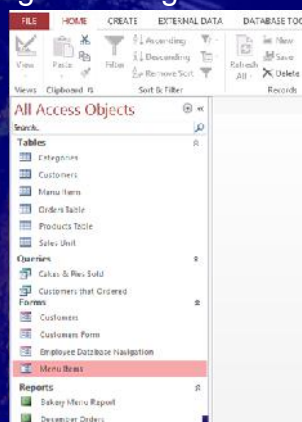 FILE HOME CREATE EXTERNAL DATA DATABASE TOO
View Paste Filter Ascending Descending Remove Sort Refresh All New Save Delete
Views Clipboard Sort & Filter Records
All Access Objects
Search..
Tables
Categories
Customers
Menu Item
Orders Table
Products Table
Sales Unit
Queries
Cakes & Pies Sold
Customers that Ordered
Forms
Customers
Customers Form
Employee Database Navigation
Menu Items
Reports
Bakery Menu Report
December Orders